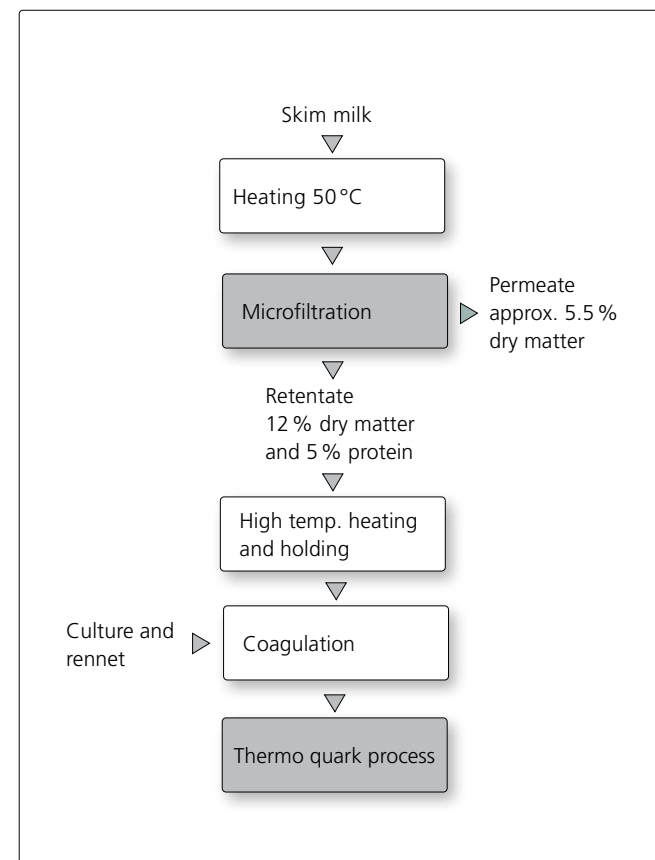 Skim milk
Heating 50 °C
Microfiltration
Permeate
approx. 5.5 %
dry matter
Retentate
12 % dry matter
and 5 % protein
High temp. heating
and holding
Culture and
rennet
Coagulation
Thermo quark process